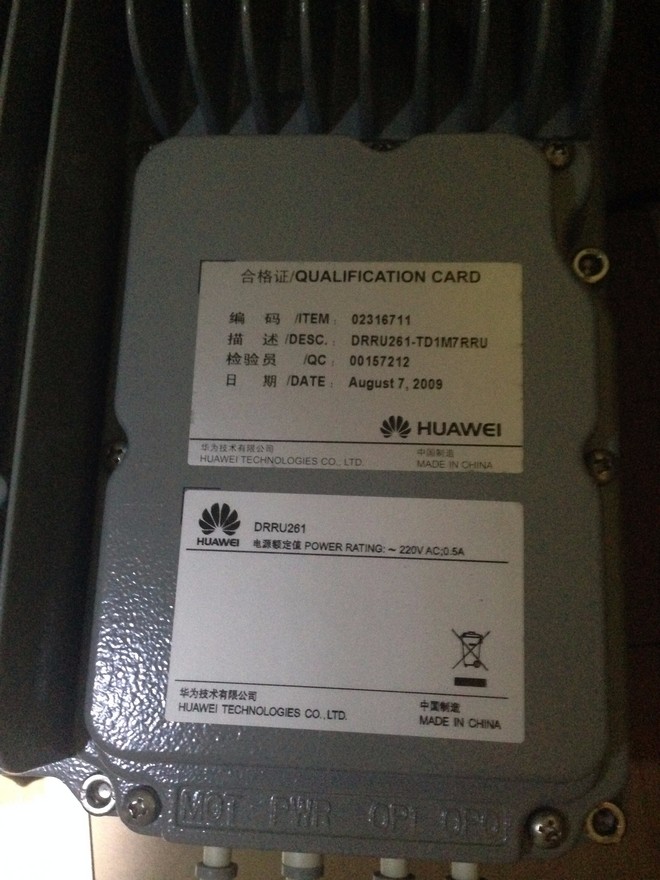 合格证/QUALIFICATION CARD
编 码 /ITEM : 02316711
描 述 /DESC. : DRRU261-TD1M7RRU
检验员 /QC : 00157212
日 期 /DATE : August 7, 2009
HUAWEI
华为技术有限公司 中国制造
HUAWEI TECHNOLOGIES CO., LTD. MADE IN CHINA
HUAWEI
DRRU261
电源额定值 POWER RATING: ~ 220V AC;0.5A
华为技术有限公司 中国制造
HUAWEI TECHNOLOGIES CO.,LTD. MADE IN CHINA
PWR